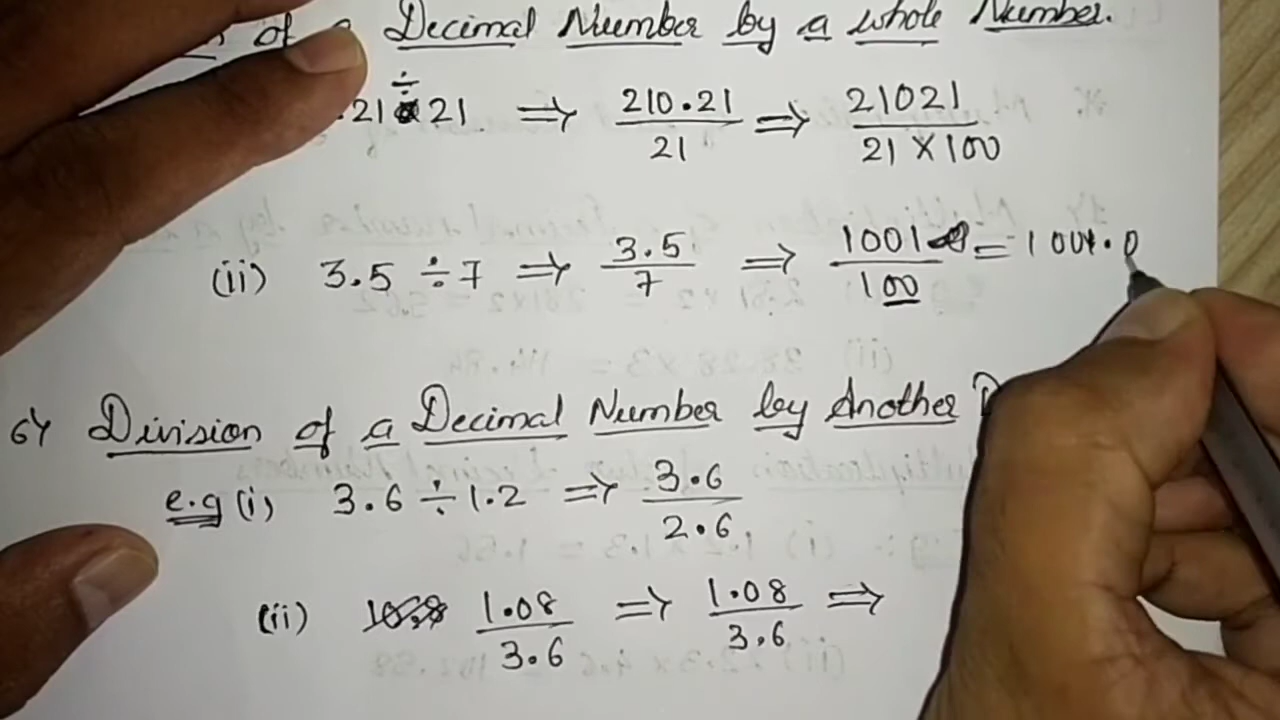 of Decimal Number by a whole Number.
.21 ÷ 21 ⇒ 210.21/21 ⇒ 21021/21 × 100
(ii) 3.5 ÷ 7 ⇒ 3.5/7 ⇒ 1001/100 = 1001.0
6) Division of a Decimal Number by Another
e.g (i) 3.6 ÷ 1.2 ⇒ 3.6/2.6
(ii) 1.08/3.6 ⇒ 1.08/3.6 ⇒